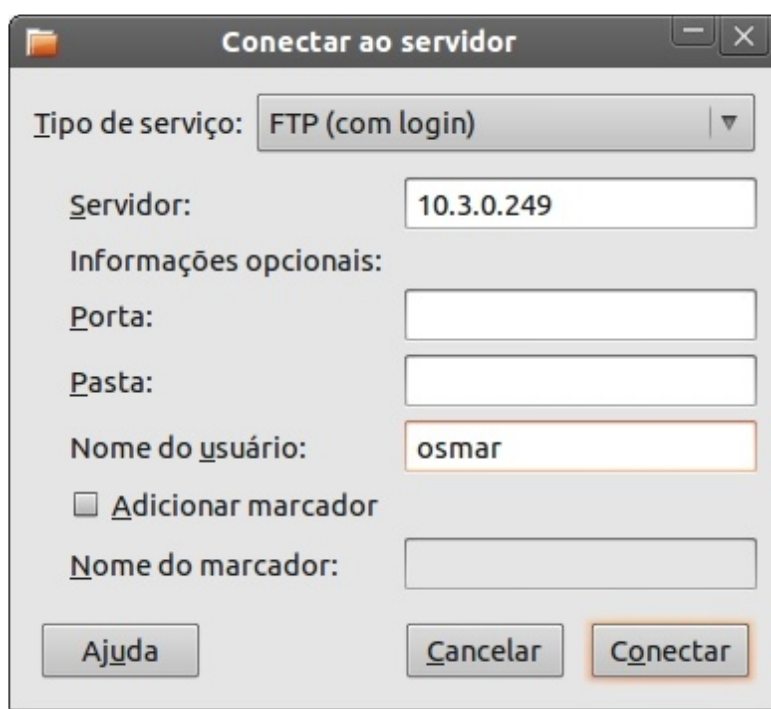 Conectar ao servidor
Tipo de serviço: FTP (com login)
Servidor: 10.3.0.249
Informações opcionais:
Porta:
Pasta:
Nome do usuário: osmar
Adicionar marcador
Nome do marcador:
Ajuda Cancelar Conectar